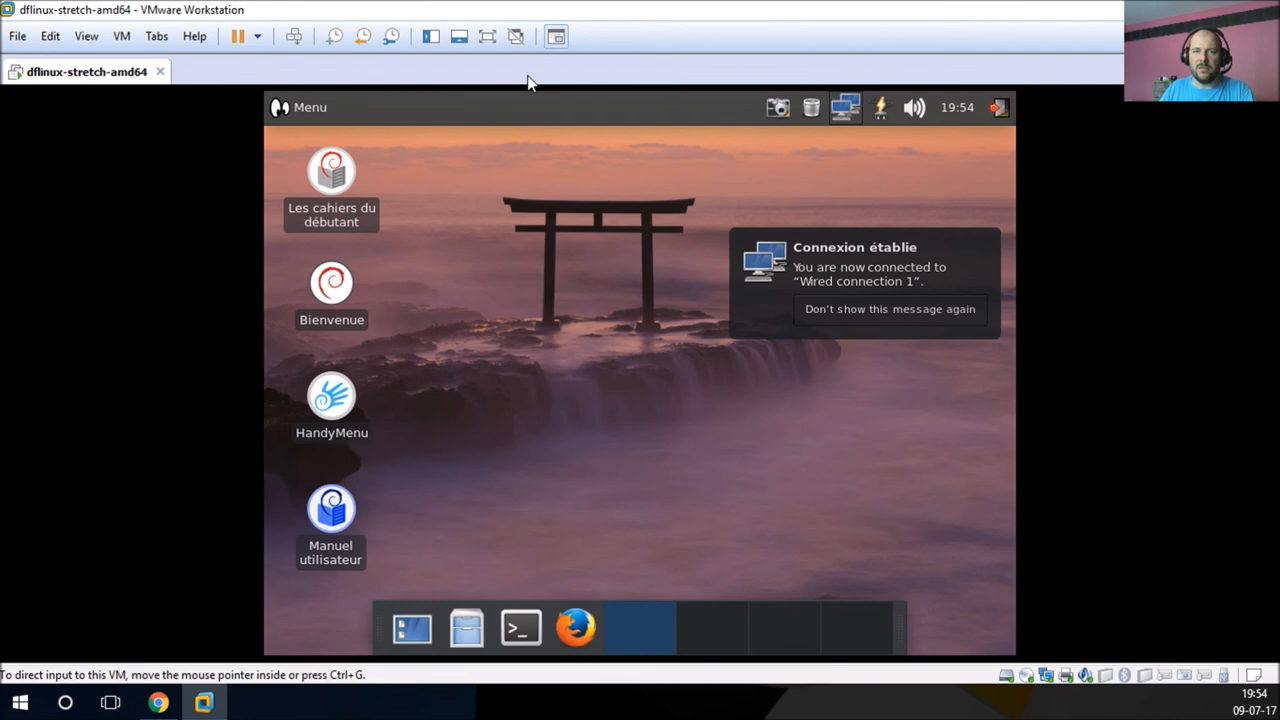 dflinux-stretch-amd64 - VMware Workstation
File Edit View VM Tabs Help
dflinux-stretch-amd64
Menu
19:54
Les cahiers du
débutant
Connexion établie
You are now connected to
“Wired connection 1”.
Don't show this message again
Bienvenue
HandyMenu
Manuel
utilisateur
>_
To direct input to this VM, move the mouse pointer inside or press Ctrl+G.
19:54
09-07-17